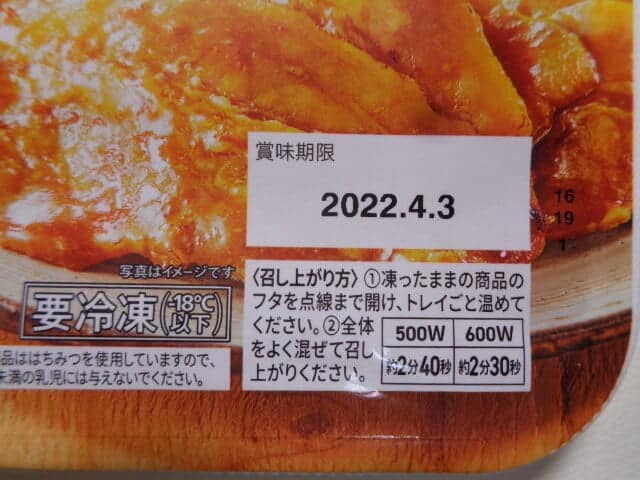 賞味期限
2022.4.3
16
19
1
写真はイメージです
要冷凍(-18℃以下)
品ははちみつを使用していますので、
未満の乳児には与えないでください。
〈召し上がり方〉①凍ったままの商品の
フタを点線まで開け、トレイごと温めて
ください。②全体
をよく混ぜて召し
上がりください。
500W 600W
約2分40秒 約2分30秒